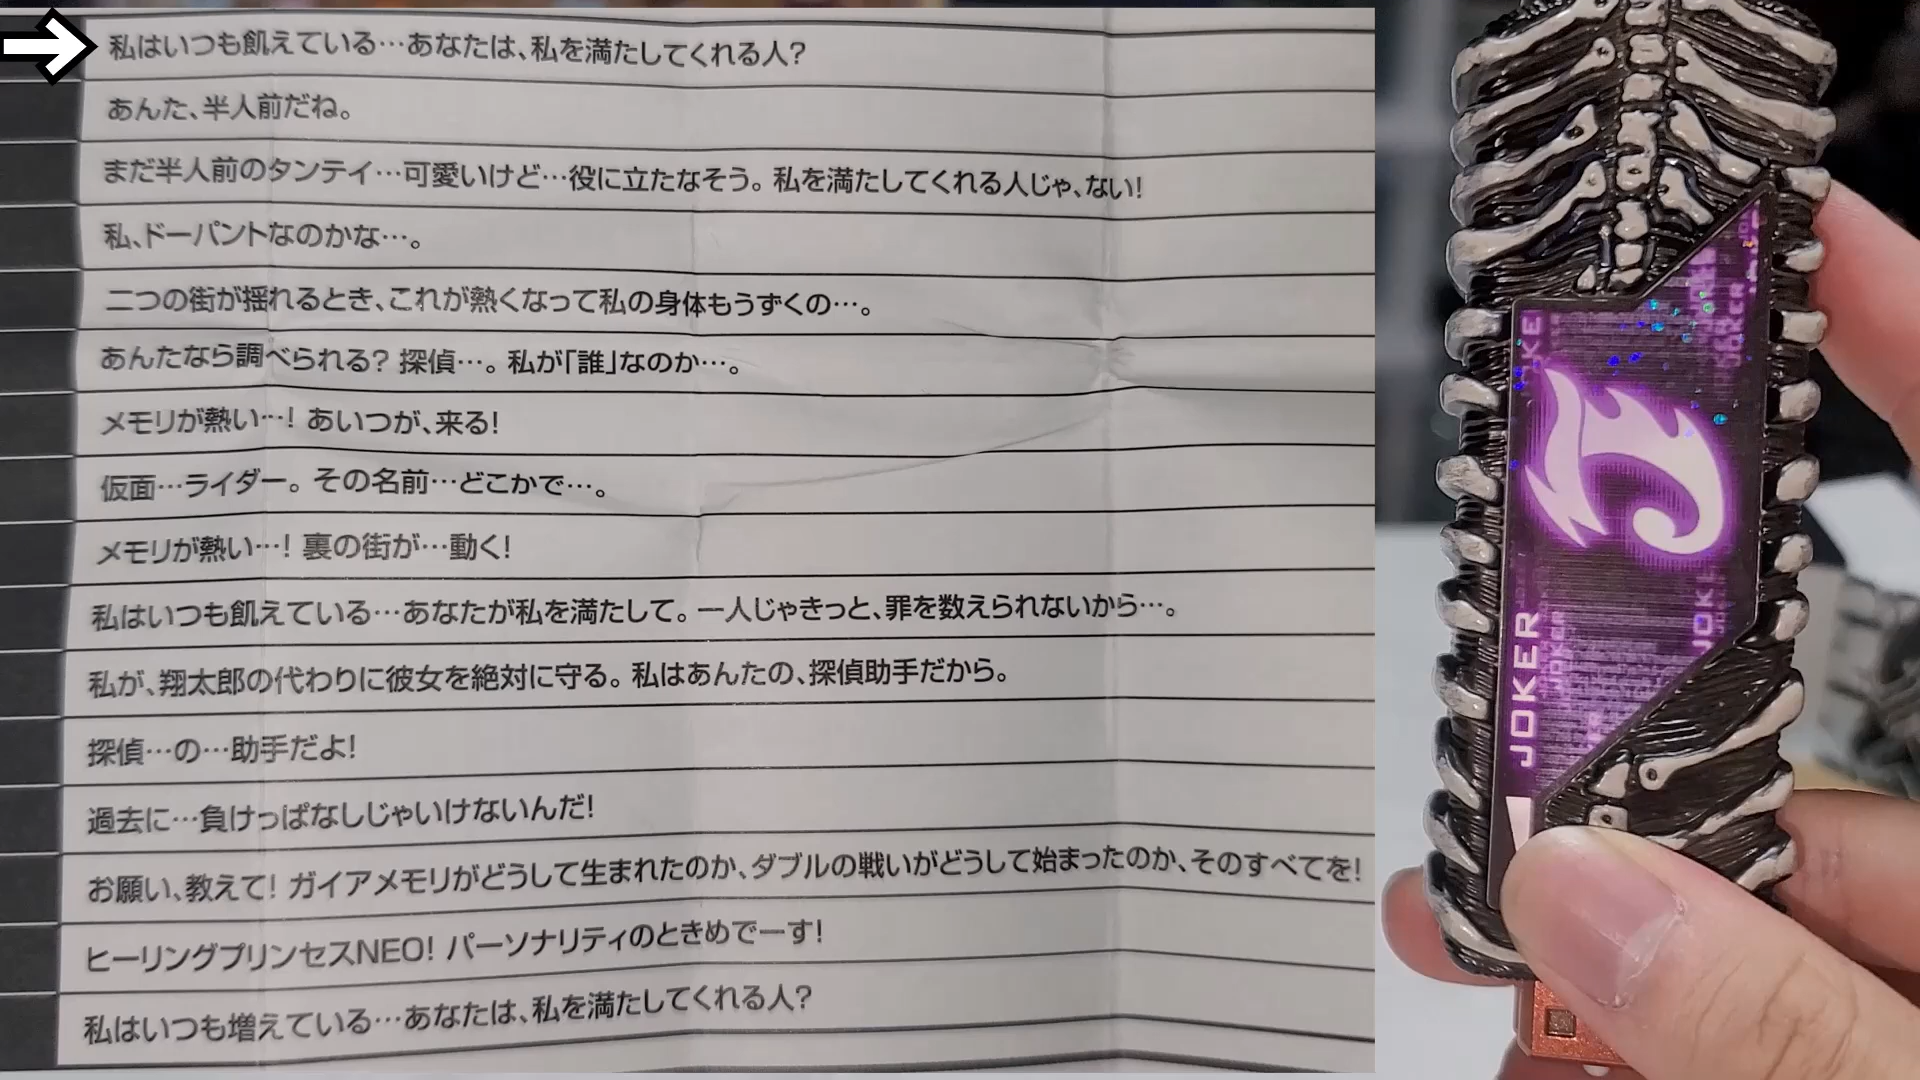 私はいつも飢えている…あなたは、私を満たしてくれる人?
あんた、半人前だね。
まだ半人前のタンテイ…可愛いけど…役に立たなそう。私を満たしてくれる人じゃ、ない!
私、ドーパントなのかな…。
二つの街が揺れるとき、これが熱くなって私の身体もうずくの…。
あんたなら調べられる? 探偵…。私が「誰」なのか…。
メモリが熱い…! あいつが、来る!
仮面…ライダー。その名前…どこかで…。
メモリが熱い…! 裏の街が…動く!
私はいつも飢えている…あなたが私を満たして。一人じゃきっと、罪を数えられないから…。
私が、翔太郎の代わりに彼女を絶対に守る。私はあんたの、探偵助手だから。
探偵…の…助手だよ!
過去に…負けっぱなしじゃいけないんだ!
お願い、教えて! ガイアメモリがどうして生まれたのか、ダブルの戦いがどうして始まったのか、そのすべてを!
ヒーリングプリンセスNEO! パーソナリティのときめでーす!
私はいつも増えている…あなたは、私を満たしてくれる人?
JOKER
JOKER